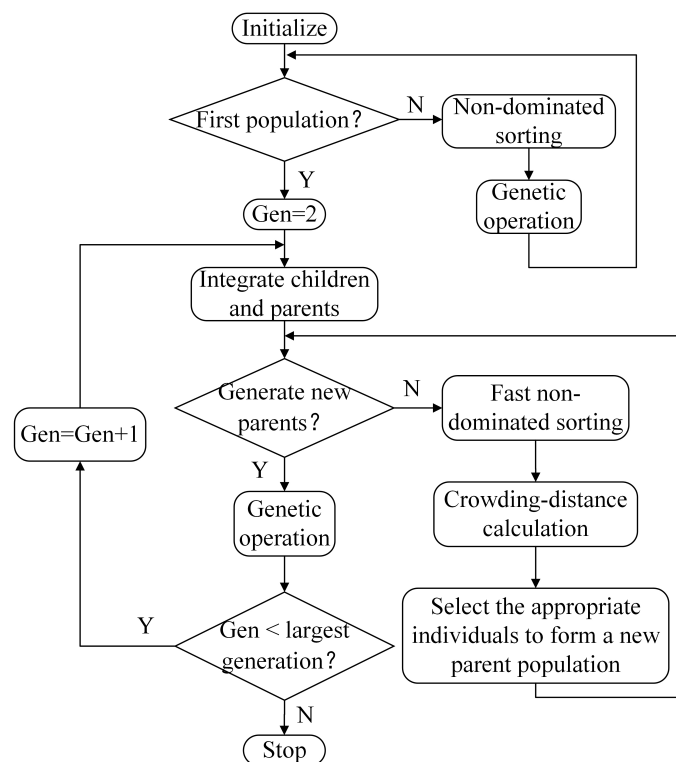 Initialize
First population?
N
Non-dominated
sorting
Y
Genetic
operation
Gen=2
Integrate children
and parents
Generate new
parents?
N
Fast non-
dominated sorting
Gen=Gen+1
Y
Genetic
operation
Crowding-distance
calculation
Y
Gen < largest
generation?
Select the appropriate
individuals to form a new
parent population
N
Stop